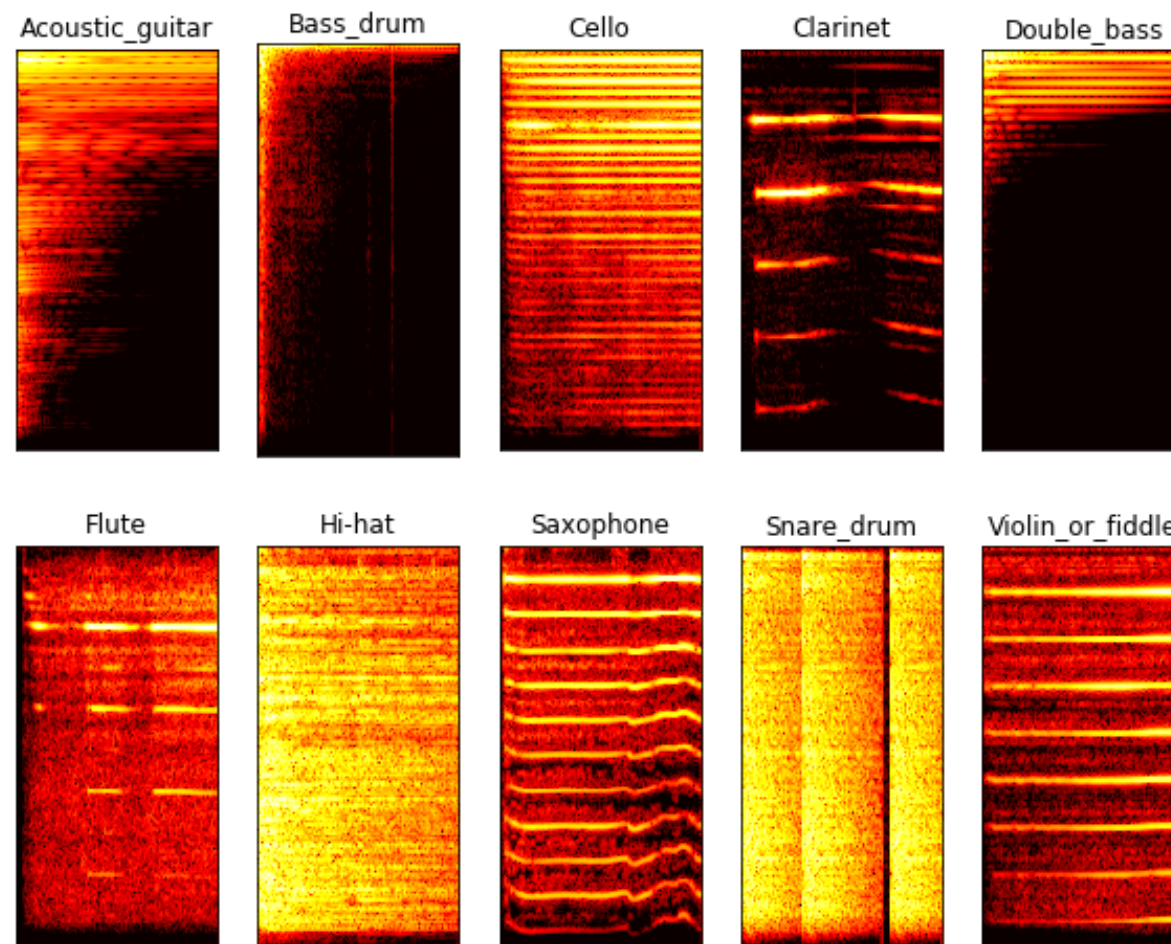 Acoustic_guitar
Bass_drum
Cello
Clarinet
Double_bass
Flute
Hi-hat
Saxophone
Snare_drum
Violin_or_fiddle